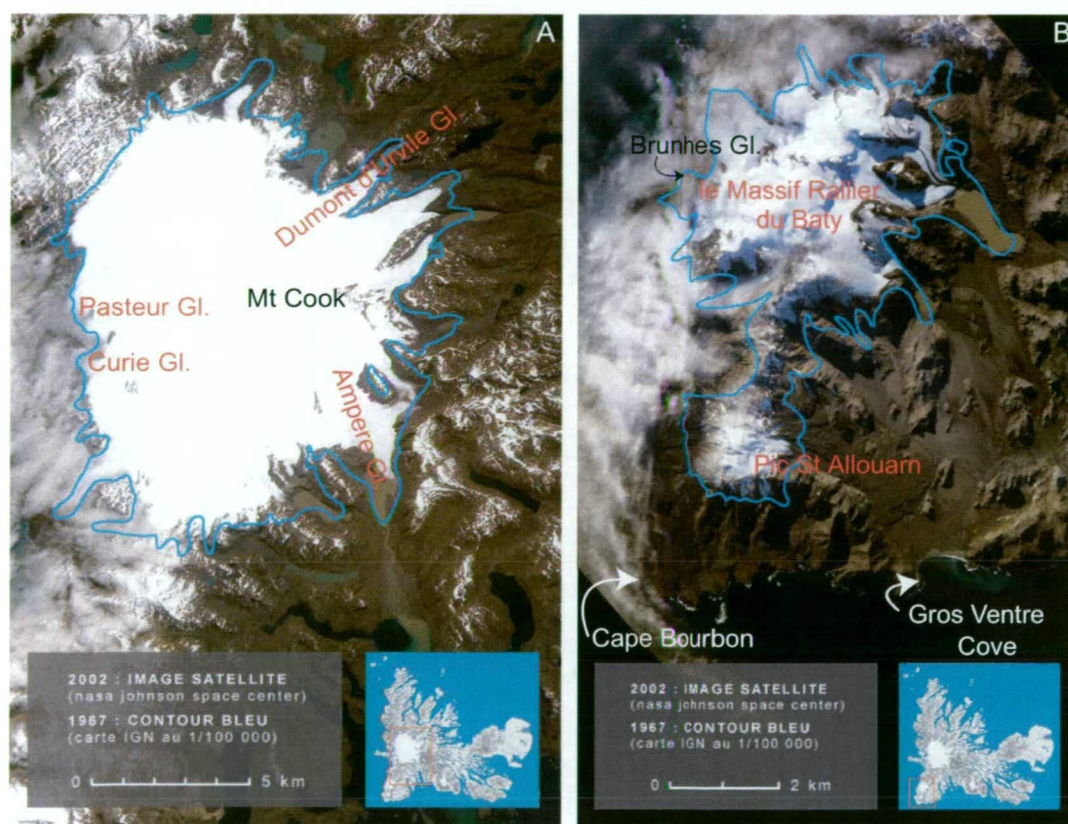 A
Dumont d'Urvile Gl.
Mt Cook
Pasteur Gl.
Curie Gl.
Ampere Gl.
2002 : IMAGE SATELLITE
(nasa johnson space center)
1967 : CONTOUR BLEU
(carte IGN au 1/100 000)
0 5 km
B
Brunhes Gl.
le Massif Rallier
du Baty
Pic St Allouarn
Cape Bourbon
Gros Ventre
Cove
2002 : IMAGE SATELLITE
(nasa johnson space center)
1967 : CONTOUR BLEU
(carte IGN au 1/100 000)
0 2 km